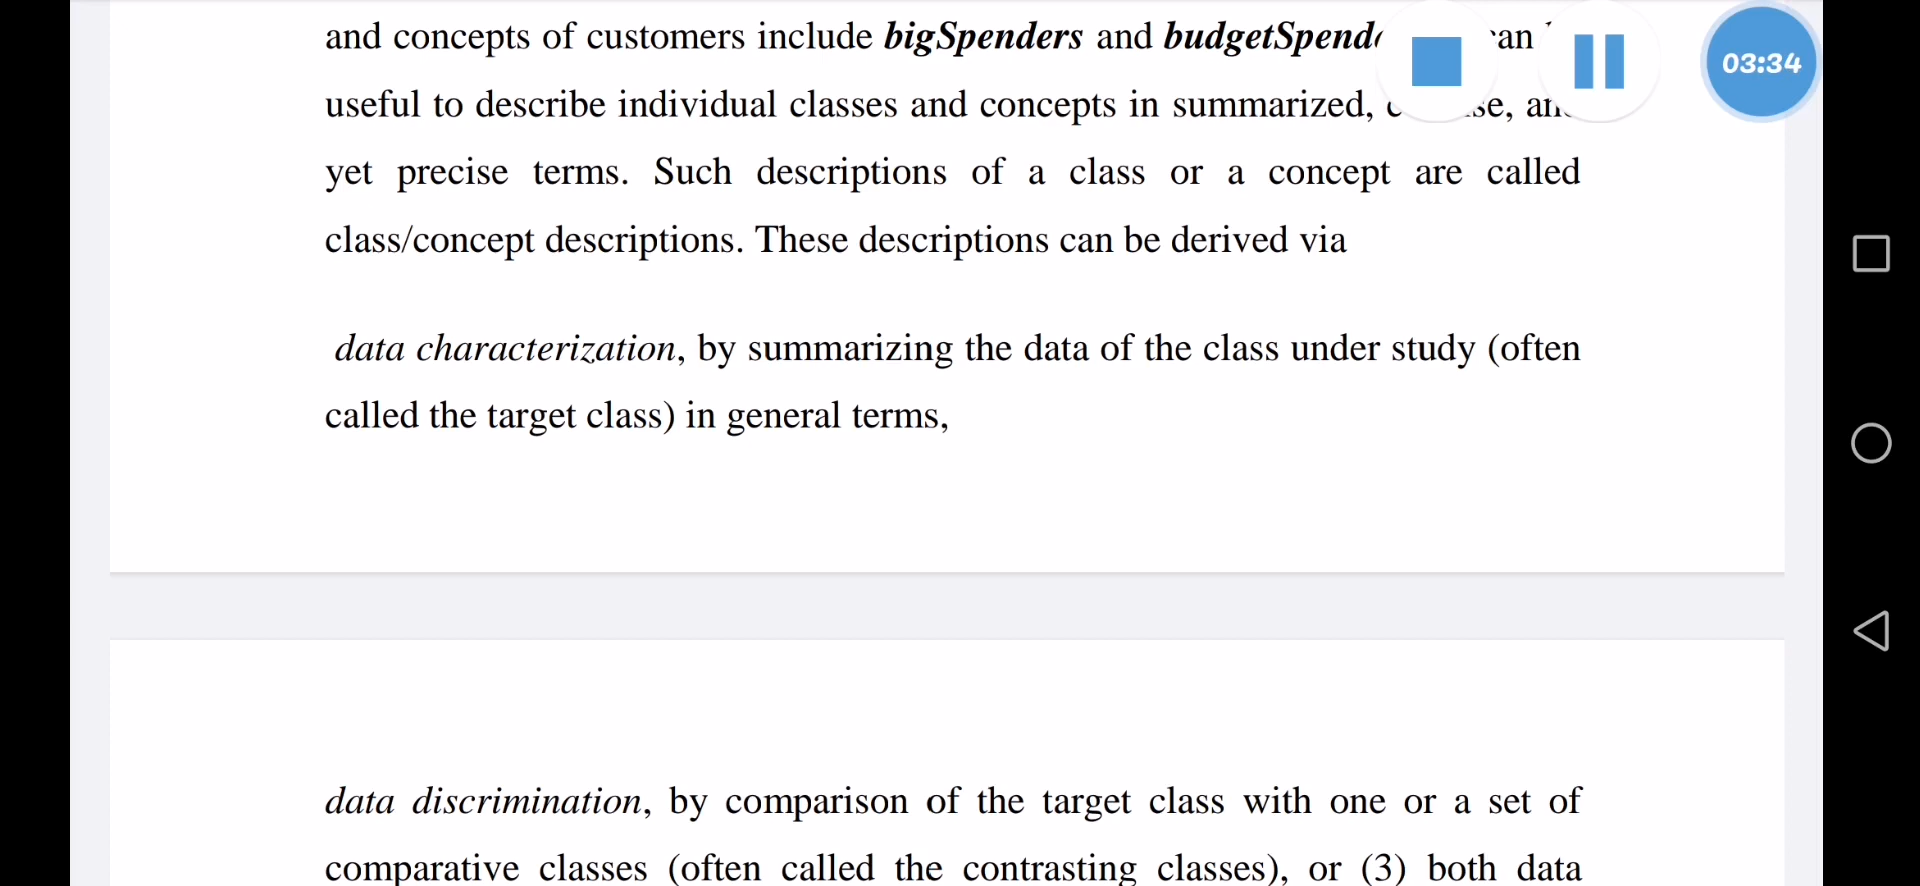 and concepts of customers include bigSpenders and
03:34
useful to describe individual classes and concepts in summarized,
yet precise terms. Such descriptions of a class or a concept are called
class/concept descriptions. These descriptions can be derived via
data characterization, by summarizing the data of the class under study (often
called the target class) in general terms,
data discrimination, by comparison of the target class with one or a set of
comparative classes (often called the contrasting classes), or (3) both data